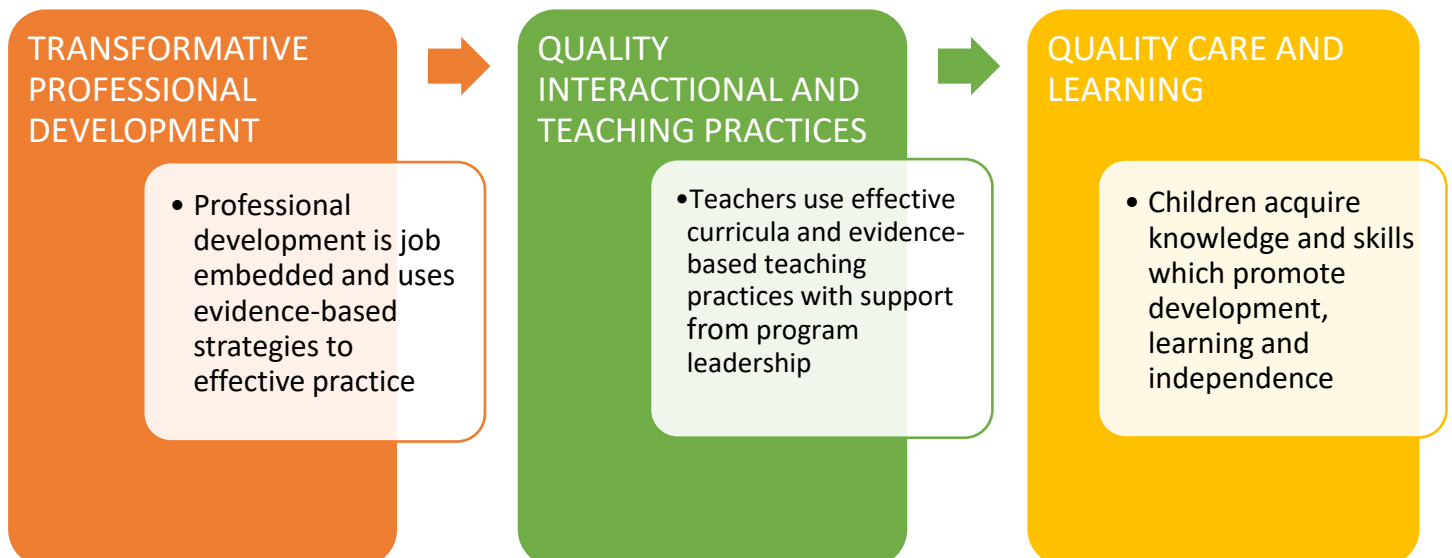 TRANSFORMATIVE
PROFESSIONAL
DEVELOPMENT
• Professional
development is job
embedded and uses
evidence-based
strategies to
effective practice
QUALITY
INTERACTIONAL AND
TEACHING PRACTICES
•Teachers use effective
curricula and evidence-
based teaching
practices with support
from program
leadership
QUALITY CARE AND
LEARNING
• Children acquire
knowledge and skills
which promote
development,
learning and
independence